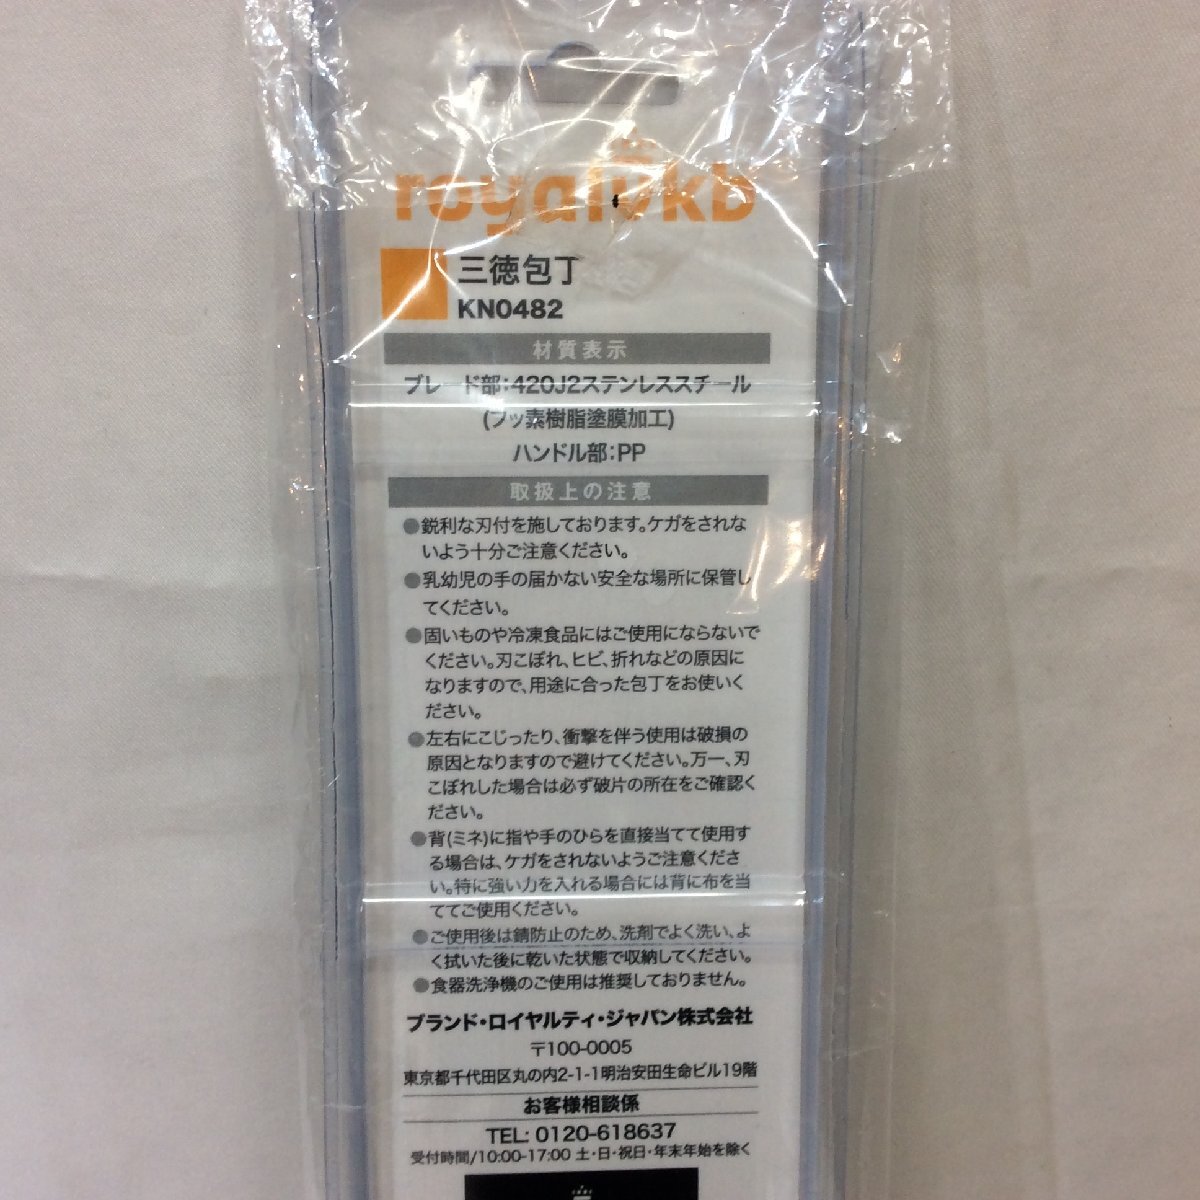 royalvkb
三徳包丁
KN0482
材質表示
ブレード部:420J2ステンレススチール
(フッ素樹脂塗膜加工)
ハンドル部:PP
取扱上の注意
●鋭利な刃付を施しております。ケガをされな
いよう十分ご注意ください。
●乳幼児の手の届かない安全な場所に保管し
てください。
●固いものや冷凍食品にはご使用にならないで
ください。刃こぼれ、ヒビ、折れなどの原因に
なりますので、用途に合った包丁をお使いく
ださい。
●左右にこじったり、衝撃を伴う使用は破損の
原因となりますので避けてください。万一、刃
こぼれした場合は必ず破片の所在をご確認く
ださい。
●背(ミネ)に指や手のひらを直接当てて使用す
る場合は、ケガをされないようご注意くださ
い。特に強い力を入れる場合には背に布を当
ててご使用ください。
●ご使用後は錆防止のため、洗剤でよく洗い、よ
く拭いた後に乾いた状態で収納してください。
●食器洗浄機のご使用は推奨しておりません。
ブランド・ロイヤルティ・ジャパン株式会社
〒100-0005
東京都千代田区丸の内2-1-1明治安田生命ビル19階
お客様相談係
TEL: 0120-618637
受付時間/10:00-17:00 土・日・祝日・年末年始を除く